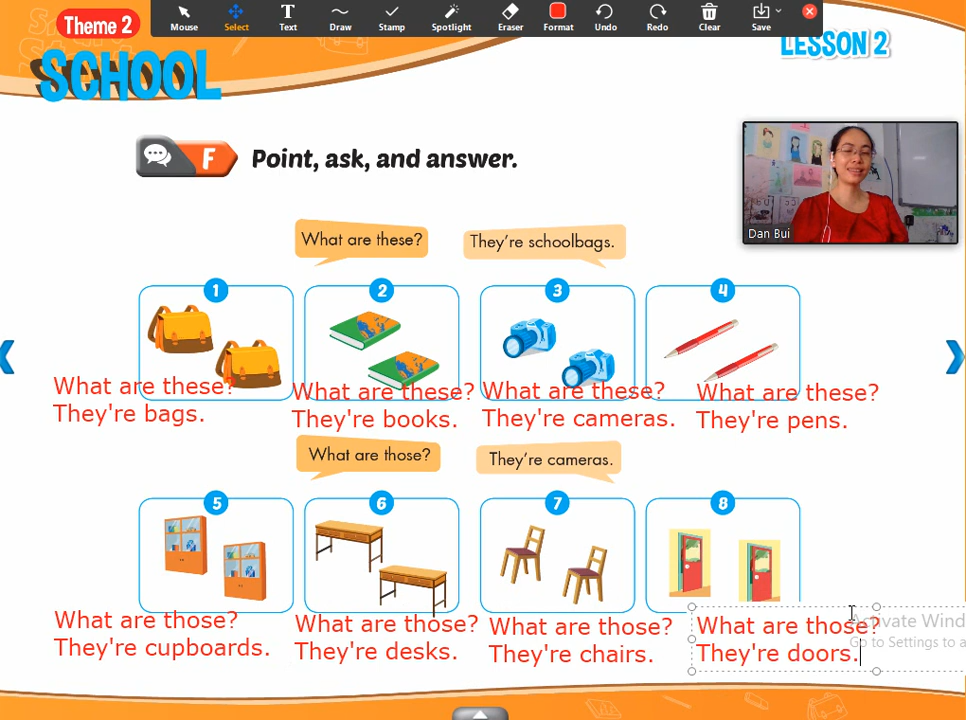 Mouse
Select
Text
Draw
Stamp
Spotlight
Eraser
Format
Undo
Redo
Clear
Save
Theme 2
SCHOOL
LESSON 2
F
Point, ask, and answer.
Dan Bui
What are these?
They're schoolbags.
1
2
3
4
What are these?
They're bags.
What are these?
They're books.
What are these?
They're cameras.
What are these?
They're pens.
What are those?
They're cameras.
5
6
7
8
What are those?
They're cupboards.
What are those?
They're desks.
What are those?
They're chairs.
What are those?
They're doors.
Activate Wind
Go to Settings to a